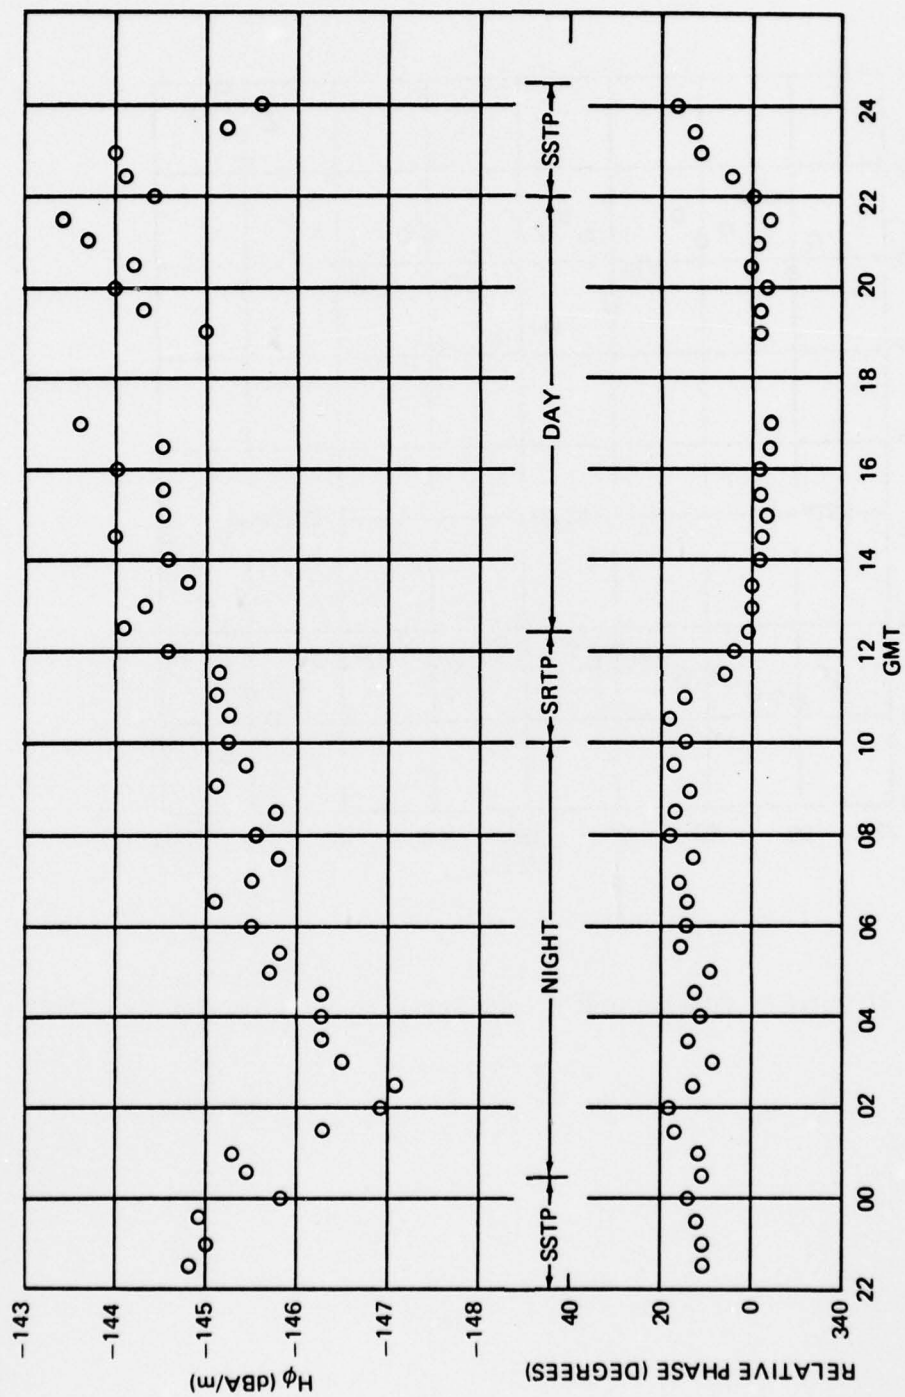 Hϕ (dBA/m)
−143
−144
−145
−146
−147
−148
SSTP
NIGHT
SRTP
DAY
SSTP
RELATIVE PHASE (DEGREES)
40
20
0
340
22 00 02 04 06 08 10 12 14 16 18 20 22 24
GMT